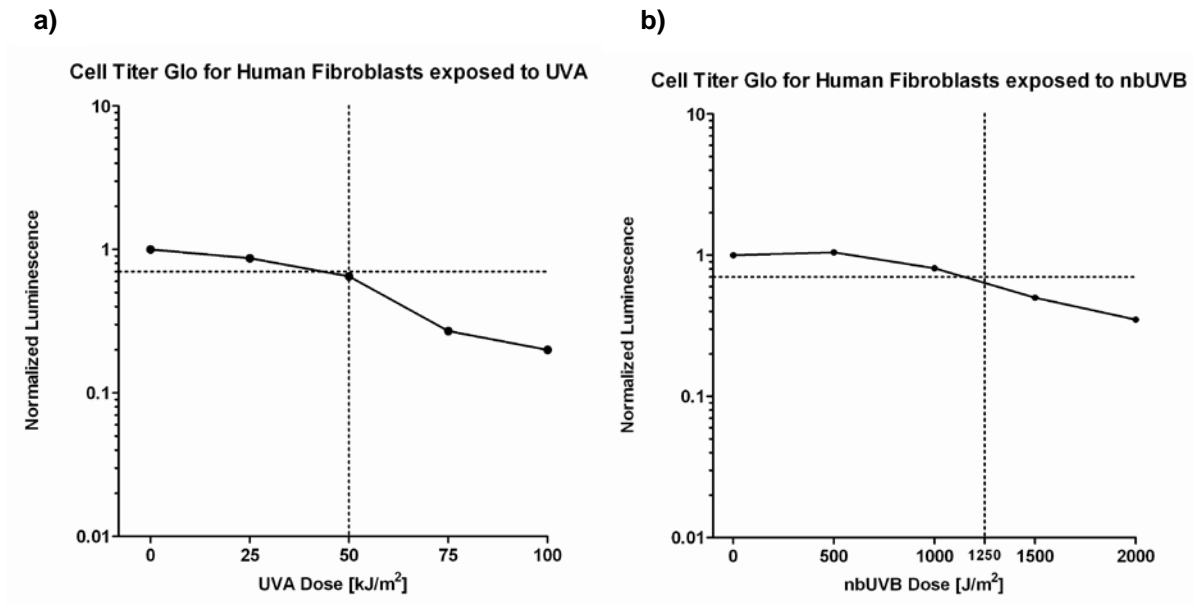 a)
Cell Titer Glo for Human Fibroblasts exposed to UVA
10
1
0.1
0.01
Normalized Luminescence
0
25
50
75
100
UVA Dose [kJ/m²]
b)
Cell Titer Glo for Human Fibroblasts exposed to nbUVB
10
1
0.1
0.01
Normalized Luminescence
0
500
1000
1250
1500
2000
nbUVB Dose [J/m²]